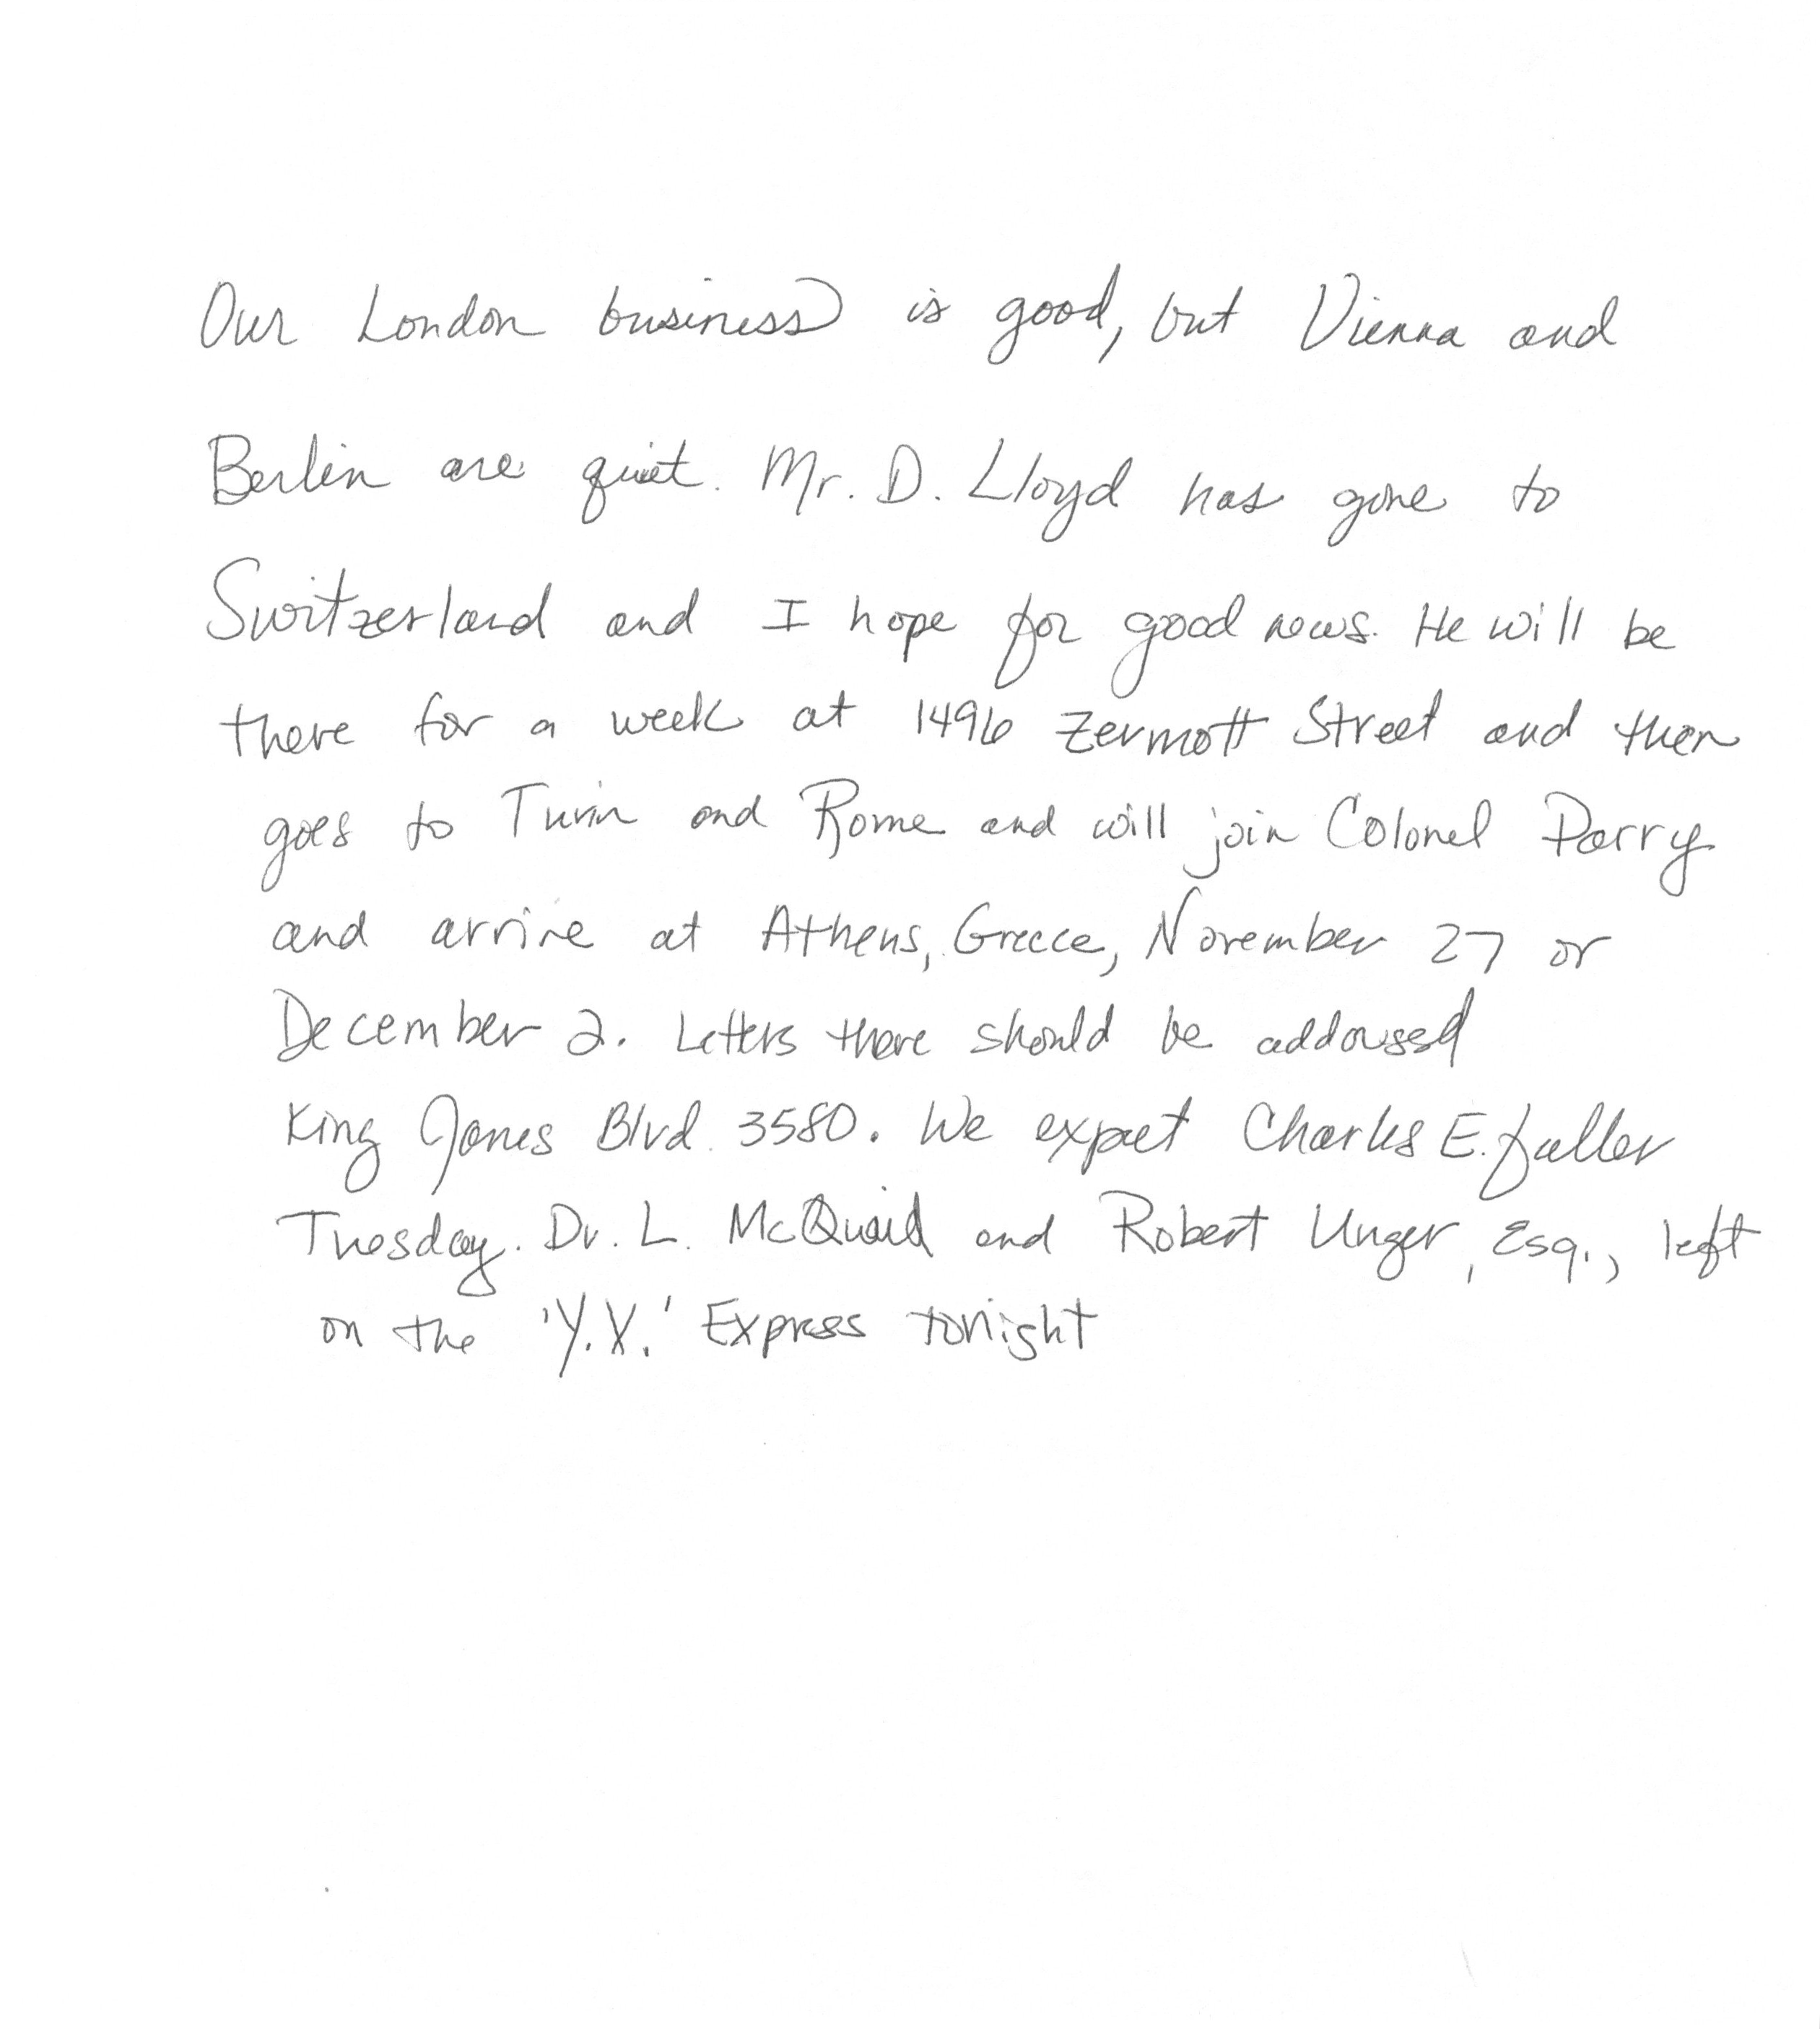 Our London business is good, but Vienna and
Berlin are quiet. Mr. D. Lloyd has gone to
Switzerland and I hope for good news. He will be
there for a week at 1496 Zermott Street and then
goes to Turin and Rome and will join Colonel Parry
and arrive at Athens, Greece, November 27 or
December 2. Letters there should be addressed
King James Blvd. 3580. We expect Charles E. Fuller
Tuesday. Dr. L. McQuaid and Robert Unger, Esq., left
on the 'Y.X.' Express tonight